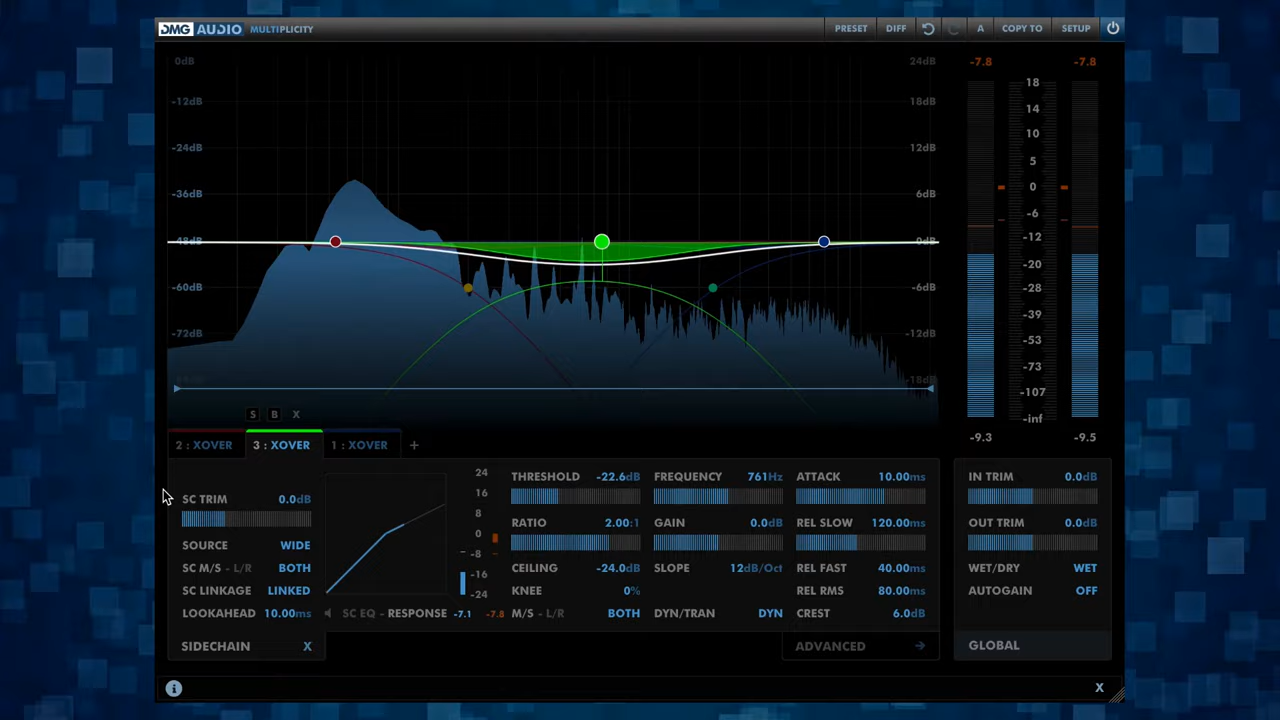 DMG AUDIO MULTIPLICITY PRESET DIFF A COPY TO SETUP
0dB 24dB -7.8 -7.8
-12dB 18dB
-24dB 12dB
-36dB 6dB
-48dB 0dB
-60dB -6dB
-72dB -12dB
-18dB
18
14
10
5
0
-6
-12
-20
-28
-39
-53
-73
-107
-inf
-9.3 -9.5
S B X
2 : XOVER 3 : XOVER 1 : XOVER +
SC TRIM 0.0dB
SOURCE WIDE
SC M/S - L/R BOTH
SC LINKAGE LINKED
LOOKAHEAD 10.00ms
SIDECHAIN X
SC EQ - RESPONSE -7.1 -7.8
24
16
8
0
-8
-16
-24
THRESHOLD -22.6dB
RATIO 2.00:1
CEILING -24.0dB
KNEE 0%
M/S - L/R BOTH
FREQUENCY 761Hz
GAIN 0.0dB
SLOPE 12dB/Oct
DYN/TRAN DYN
ATTACK 10.00ms
REL SLOW 120.00ms
REL FAST 40.00ms
REL RMS 80.00ms
CREST 6.0dB
ADVANCED
IN TRIM 0.0dB
OUT TRIM 0.0dB
WET/DRY WET
AUTOGAIN OFF
GLOBAL
i X